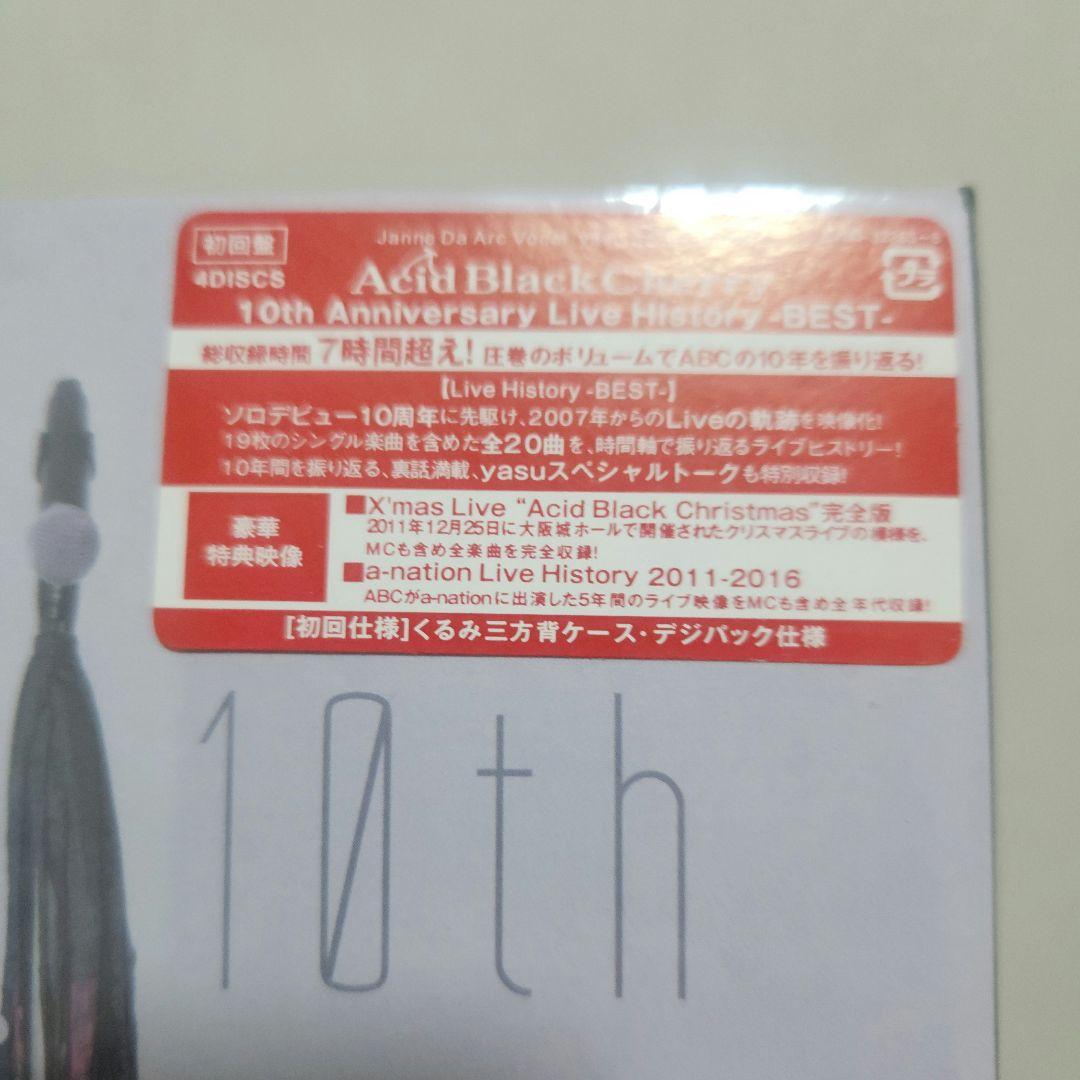 初回盤
4DISCS
Janne Da Arc Vocal
プラ
Acid Black Cherry
10th Anniversary Live History -BEST-
総収録時間 7時間超え! 圧巻のボリュームでABCの10年を振り返る!
【Live History -BEST-】
ソロデビュー10周年に先駆け、2007年からのLiveの軌跡を映像化!
19枚のシングル楽曲を含めた全20曲を、時間軸で振り返るライブヒストリー!
10年間を振り返る、裏話満載、yasuスペシャルトークも特別収録!
豪華
特典映像
■X'mas Live “Acid Black Christmas”完全版
2011年12月25日に大阪城ホールで開催されたクリスマスライブの模様を、
MCも含め全楽曲を完全収録!
■a-nation Live History 2011-2016
ABCがa-nationに出演した5年間のライブ映像をMCも含め全年代収録!
[初回仕様]くるみ三方背ケース・デジパック仕様
10th